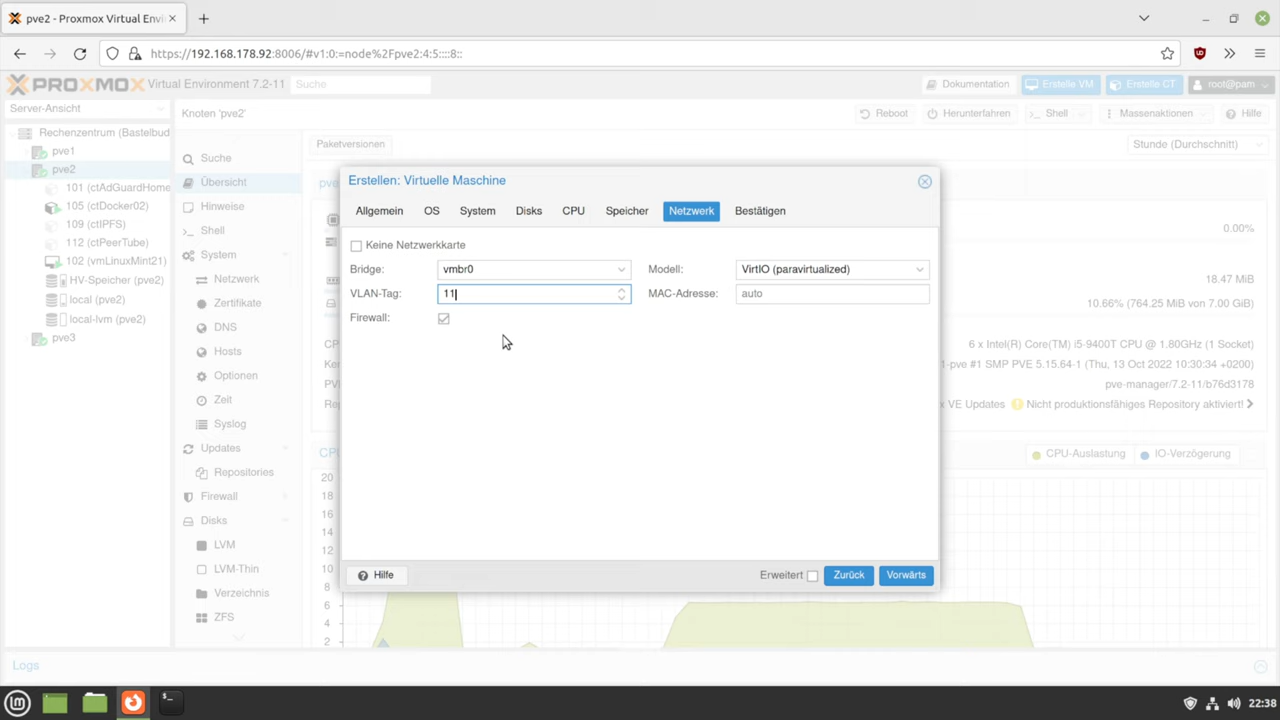 pve2 - Proxmox Virtual Envi
https://192.168.178.92:8006/#v1:0:=node%2Fpve2:4:5::::8::
PROXMOX Virtual Environment 7.2-11 Suche Dokumentation Erstelle VM Erstelle CT root@pam
Server-Ansicht
Knoten 'pve2' Reboot Herunterfahren Shell Massenaktionen Hilfe
Rechenzentrum (Bastelbud
pve1
pve2
101 (ctAdGuardHome
105 (ctDocker02)
109 (ctIPFS)
112 (ctPeerTube)
102 (vmLinuxMint21)
HV-Speicher (pve2)
local (pve2)
local-lvm (pve2)
pve3
Suche
Übersicht
Hinweise
Shell
System
Netzwerk
Zertifikate
DNS
Hosts
Optionen
Zeit
Syslog
Updates
Repositories
Firewall
Disks
LVM
LVM-Thin
Verzeichnis
ZFS
Paketversionen Stunde (Durchschnitt)
Erstellen: Virtuelle Maschine
Allgemein OS System Disks CPU Speicher Netzwerk Bestätigen
Keine Netzwerkkarte
Bridge: vmbr0 Modell: VirtIO (paravirtualized)
VLAN-Tag: 11 MAC-Adresse: auto
Firewall:
Hilfe Erweitert Zurück Vorwärts
0.00%
18.47 MiB
10.66% (764.25 MiB von 7.00 GiB)
6 x Intel(R) Core(TM) i5-9400T CPU @ 1.80GHz (1 Socket)
1-pve #1 SMP PVE 5.15.64-1 (Thu, 13 Oct 2022 10:30:34 +0200)
pve-manager/7.2-11/b76d3178
x VE Updates Nicht produktionsfähiges Repository aktiviert!
CPU-Auslastung IO-Verzögerung
20
18
16
14
12
10
8
6
4
2
Logs
22:38